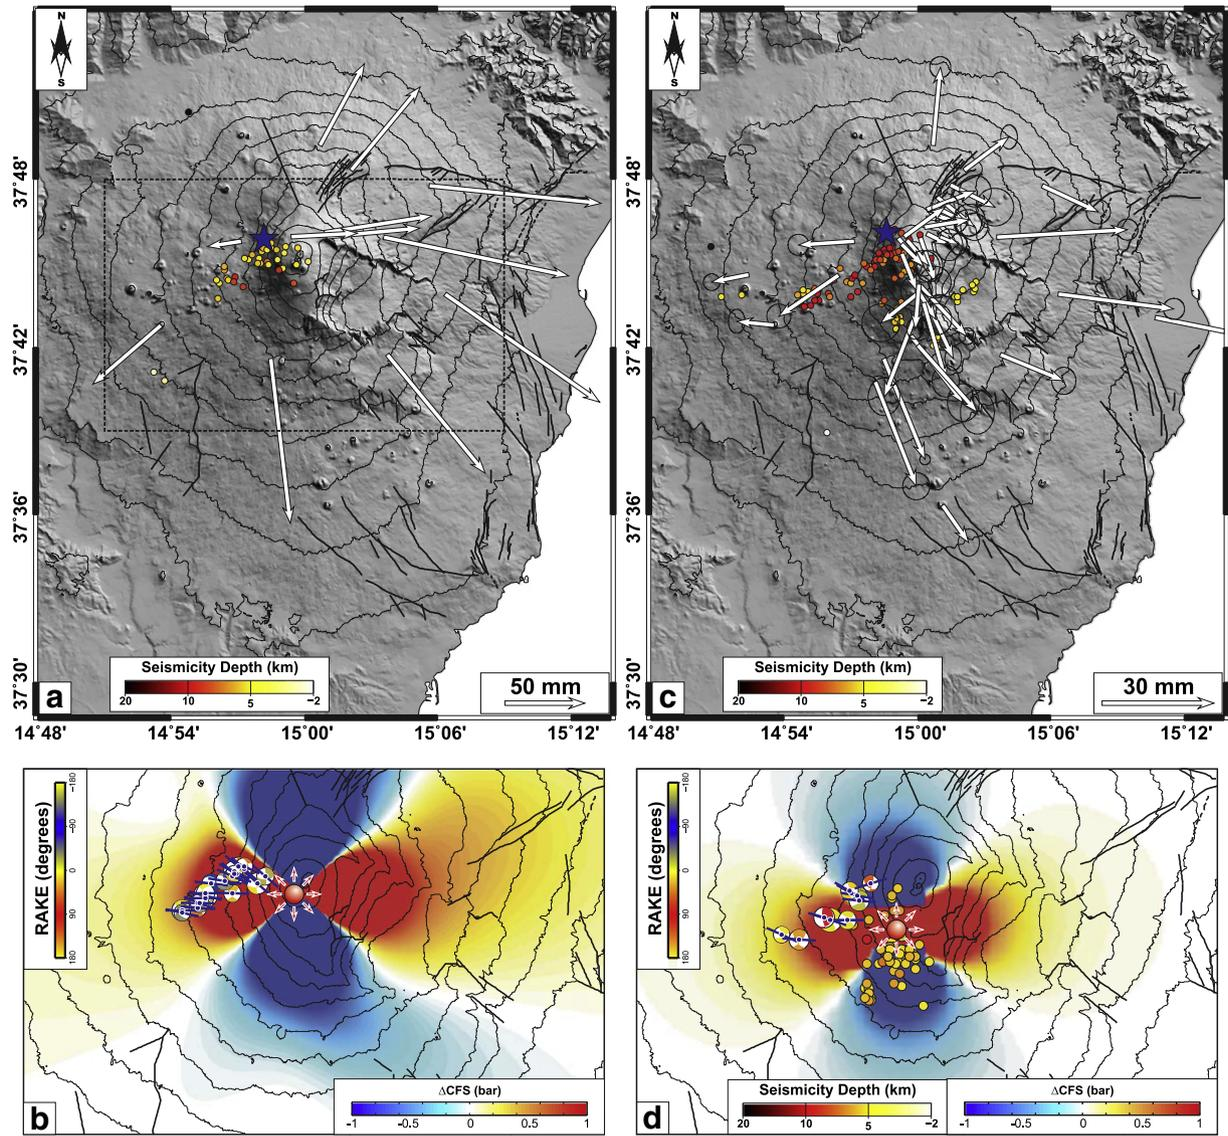 N
S
N
S
37°48'
37°42'
37°36'
37°30'
37°48'
37°42'
37°36'
37°30'
Seismicity Depth (km)
20 10 5 −2
a
50 mm
Seismicity Depth (km)
20 10 5 −2
c
30 mm
14°48' 14°54' 15°00' 15°06' 15°12'
14°48' 14°54' 15°00' 15°06' 15°12'
RAKE (degrees)
-180 -90 0 90 180
b
ΔCFS (bar)
-1 -0.5 0 0.5 1
RAKE (degrees)
-180 -90 0 90 180
d
Seismicity Depth (km)
20 10 5 −2
ΔCFS (bar)
-1 -0.5 0 0.5 1